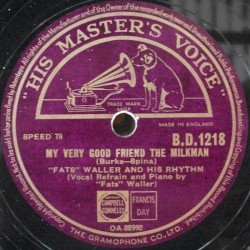 "HIS MASTER'S VOICE"
TRADE MARK
MADE IN ENGLAND
SPEED 78
B.D.1218
MY VERY GOOD FRIEND THE MILKMAN
(Burke-Spina)
"FATS" WALLER AND HIS RHYTHM
(Vocal Refrain and Piano by
"Fats" Waller)
CAMPBELL
CONNELLY
FRANCIS
DAY
OA.88992
THE GRAMOPHONE CO., LTD.